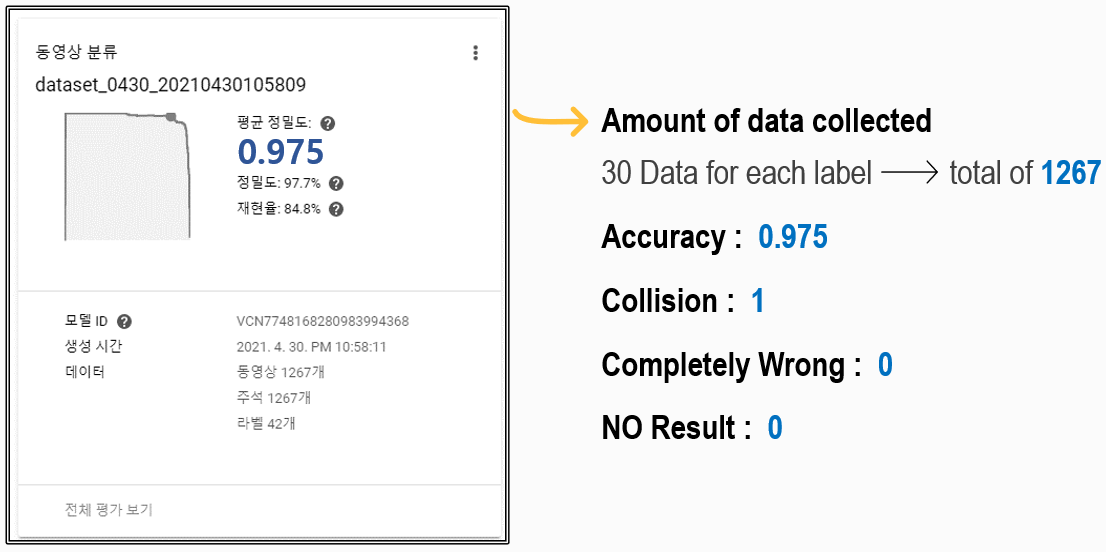 동영상 분류
dataset_0430_20210430105809
평균 정밀도:
0.975
정밀도: 97.7%
재현율: 84.8%
모델 ID
VCN7748168280983994368
생성 시간
2021. 4. 30. PM 10:58:11
데이터
동영상 1267개
주석 1267개
라벨 42개
전체 평가 보기
Amount of data collected
30 Data for each label → total of 1267
Accuracy : 0.975
Collision : 1
Completely Wrong : 0
NO Result : 0